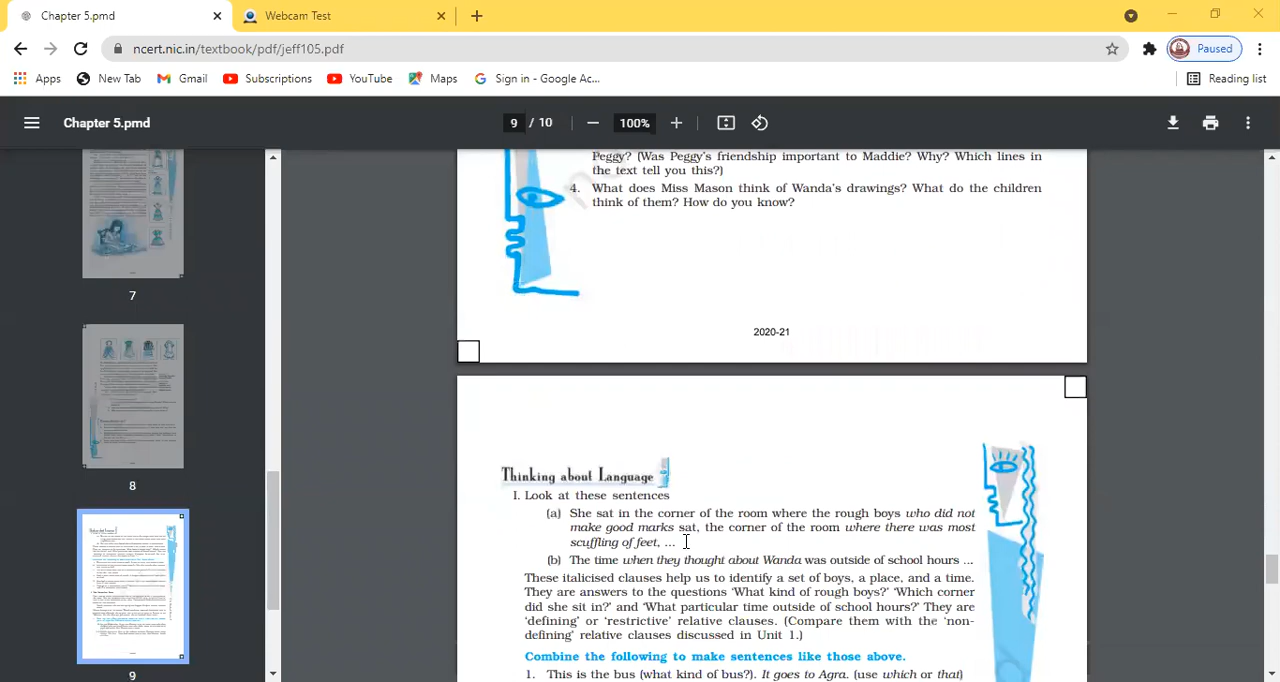 Chapter 5.pmd
Webcam Test
ncert.nic.in/textbook/pdf/jeff105.pdf
Paused
Apps
New Tab
Gmail
Subscriptions
YouTube
Maps
Sign in - Google Ac...
Reading list
Chapter 5.pmd
9 / 10
100%
7
8
9
Peggy? (Was Peggy's friendship important to Maddie? Why? Which lines in
the text tell you this?)
4. What does Miss Mason think of Wanda's drawings? What do the children
think of them? How do you know?
2020-21
Thinking about Language
I. Look at these sentences
(a) She sat in the corner of the room where the rough boys who did not
make good marks sat, the corner of the room where there was most
scuffling of feet, ...
(b) The time when they thought about Wanda was outside of school hours ...
These italicised clauses help us to identify a set of boys, a place, and a time.
They are answers to the questions 'What kind of rough boys?' 'Which corner
did she sit in?' and 'What particular time outside of school hours?' They are
'defining' or 'restrictive' relative clauses. (Compare them with the 'non-
defining' relative clauses discussed in Unit 1.)
Combine the following to make sentences like those above.
1. This is the bus (what kind of bus?). It goes to Agra. (use which or that)